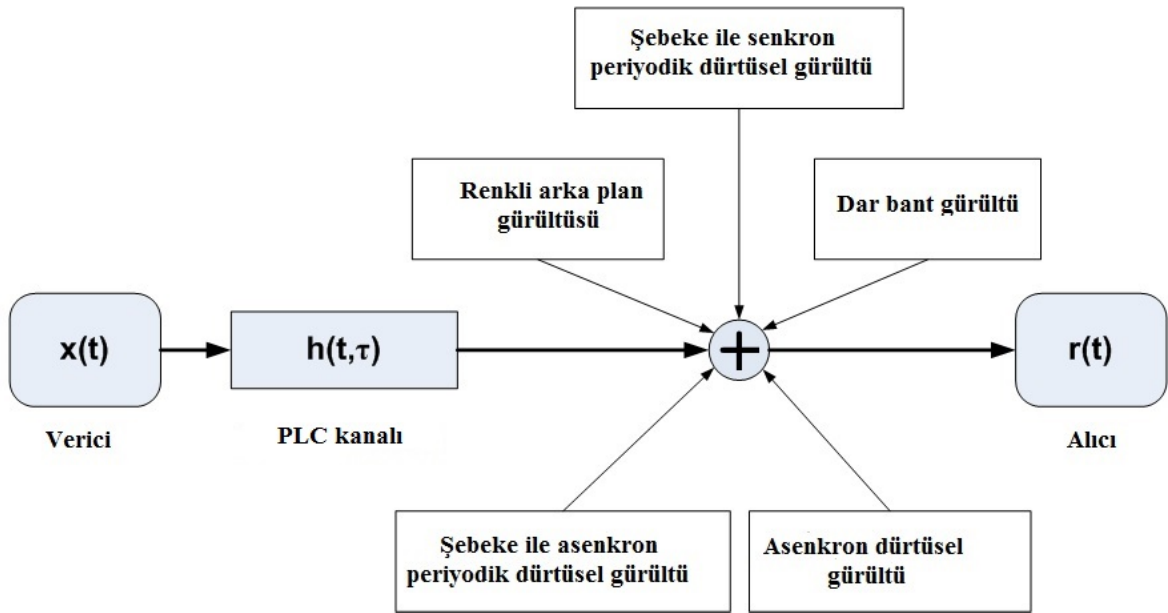 Şebeke ile senkron
periyodik dürtüsel gürültü
Renkli arka plan
gürültüsü
Dar bant gürültü
x(t)
h(t,τ)
+
r(t)
Verici
PLC kanalı
Alıcı
Şebeke ile asenkron
periyodik dürtüsel gürültü
Asenkron dürtüsel
gürültü